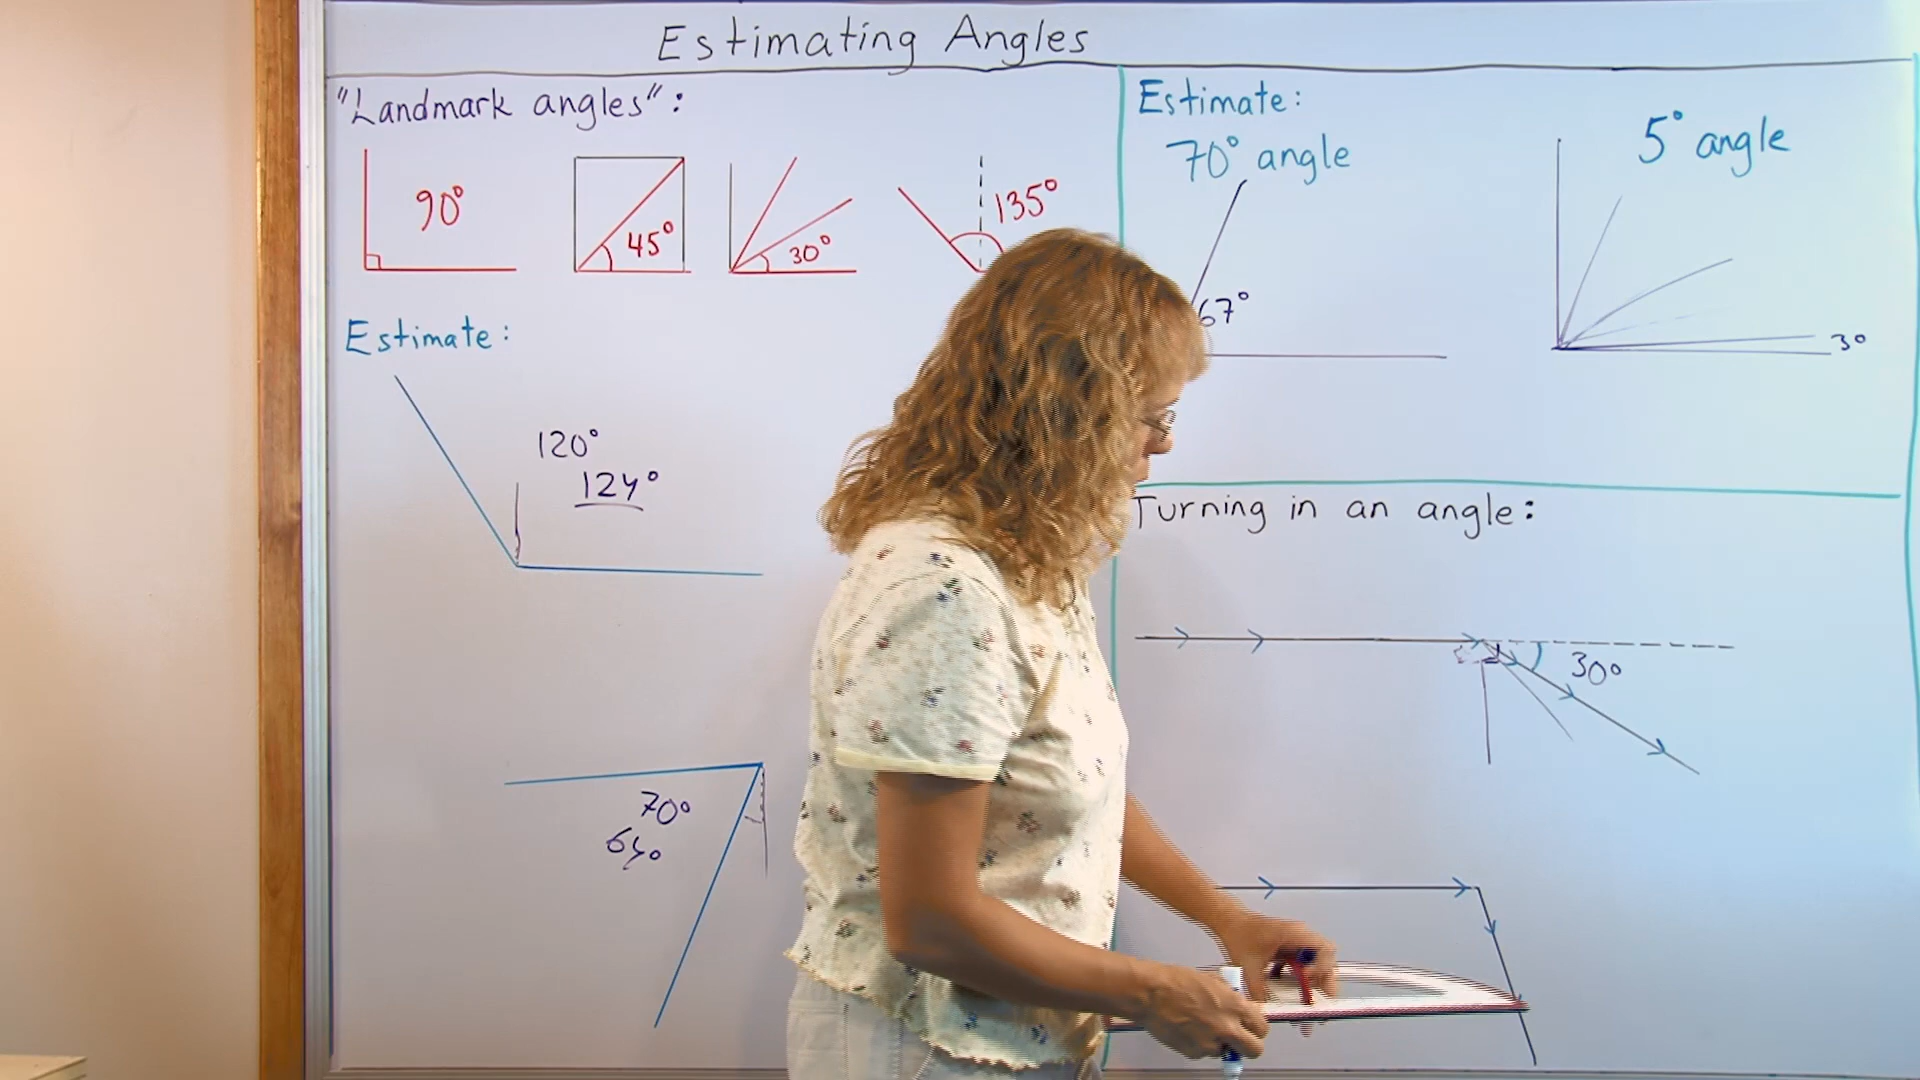 Estimating Angles
"Landmark angles":
90°
45°
30°
135°
Estimate:
120°
124°
70°
64°
Estimate:
70° angle
67°
5° angle
3°
Turning in an angle:
30°